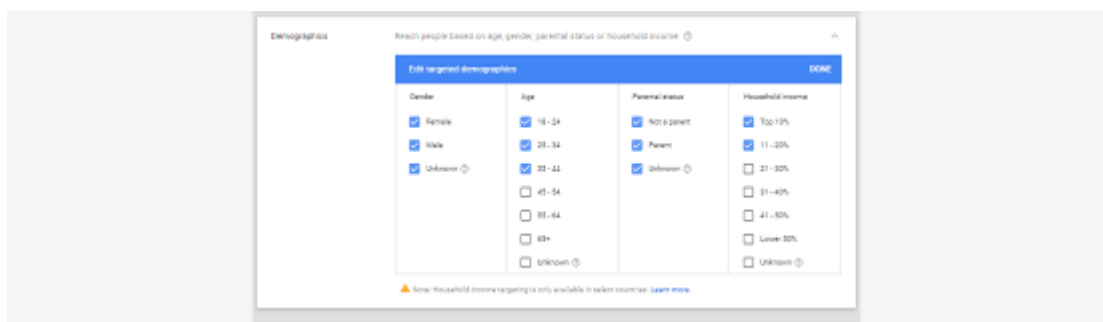 Demographics
Reach people based on age, gender, parental status or household income
Edit targeted demographics
DONE
Gender
Female
Male
Unknown
Age
18 - 24
25 - 34
35 - 44
45 - 54
55 - 64
65+
Unknown
Parental status
Not a parent
Parent
Unknown
Household income
Top 10%
11 - 20%
21 - 30%
31 - 40%
41 - 50%
Lower 50%
Unknown
Note: Household income targeting is only available in select countries. Learn more